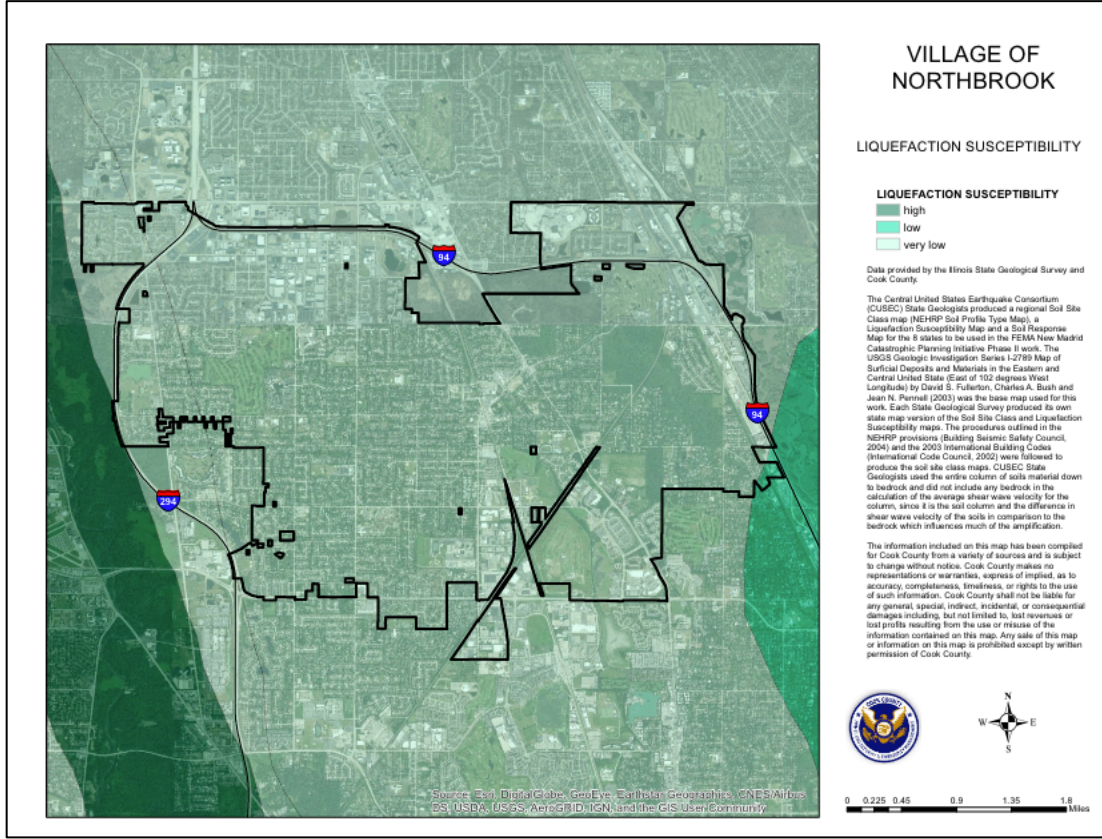 VILLAGE OF
NORTHBROOK
LIQUEFACTION SUSCEPTIBILITY
LIQUEFACTION SUSCEPTIBILITY
high
low
very low
Data provided by the Illinois State Geological Survey and
Cook County.
The Central United States Earthquake Consortium
(CUSEC) State Geologists produced a regional Soil Site
Class map (NEHRP Soil Profile Type Map), a
Liquefaction Susceptibility Map and a Soil Response
Map for the 8 states to be used in the FEMA New Madrid
Catastrophic Planning Initiative Phase II work. The
USGS Geologic Investigation Series I-2789 Map of
Surficial Deposits and Materials in the Eastern and
Central United State (East of 102 degrees West
Longitude) by David S. Fullerton, Charles A. Bush and
Jean N. Pennell (2003) was the base map used for this
work. Each State Geological Survey produced its own
state map version of the Soil Site Class and Liquefaction
Susceptibility maps. The procedures outlined in the
NEHRP provisions (Building Seismic Safety Council,
2004) and the 2003 International Building Codes
(International Code Council, 2002) were followed to
produce the soil site class maps. CUSEC State
Geologists used the entire column of soils material down
to bedrock and did not include any bedrock in the
calculation of the average shear wave velocity for the
column, since it is the soil column and the difference in
shear wave velocity of the soils in comparison to the
bedrock which influences much of the amplification.
The information included on this map has been compiled
for Cook County from a variety of sources and is subject
to change without notice. Cook County makes no
representations or warranties, express of implied, as to
accuracy, completeness, timeliness, or rights to the use
of such information. Cook County shall not be liable for
any general, special, indirect, incidental, or consequential
damages including, but not limited to, lost revenues or
lost profits resulting from the use or misuse of the
information contained on this map. Any sale of this map
or information on this map is prohibited except by written
permission of Cook County.
94
94
294
Source: Esri, DigitalGlobe, GeoEye, Earthstar Geographics, CNES/Airbus
DS, USDA, USGS, AeroGRID, IGN, and the GIS User Community
COOK COUNTY
N
W E
S
0 0.225 0.45 0.9 1.35 1.8
Miles